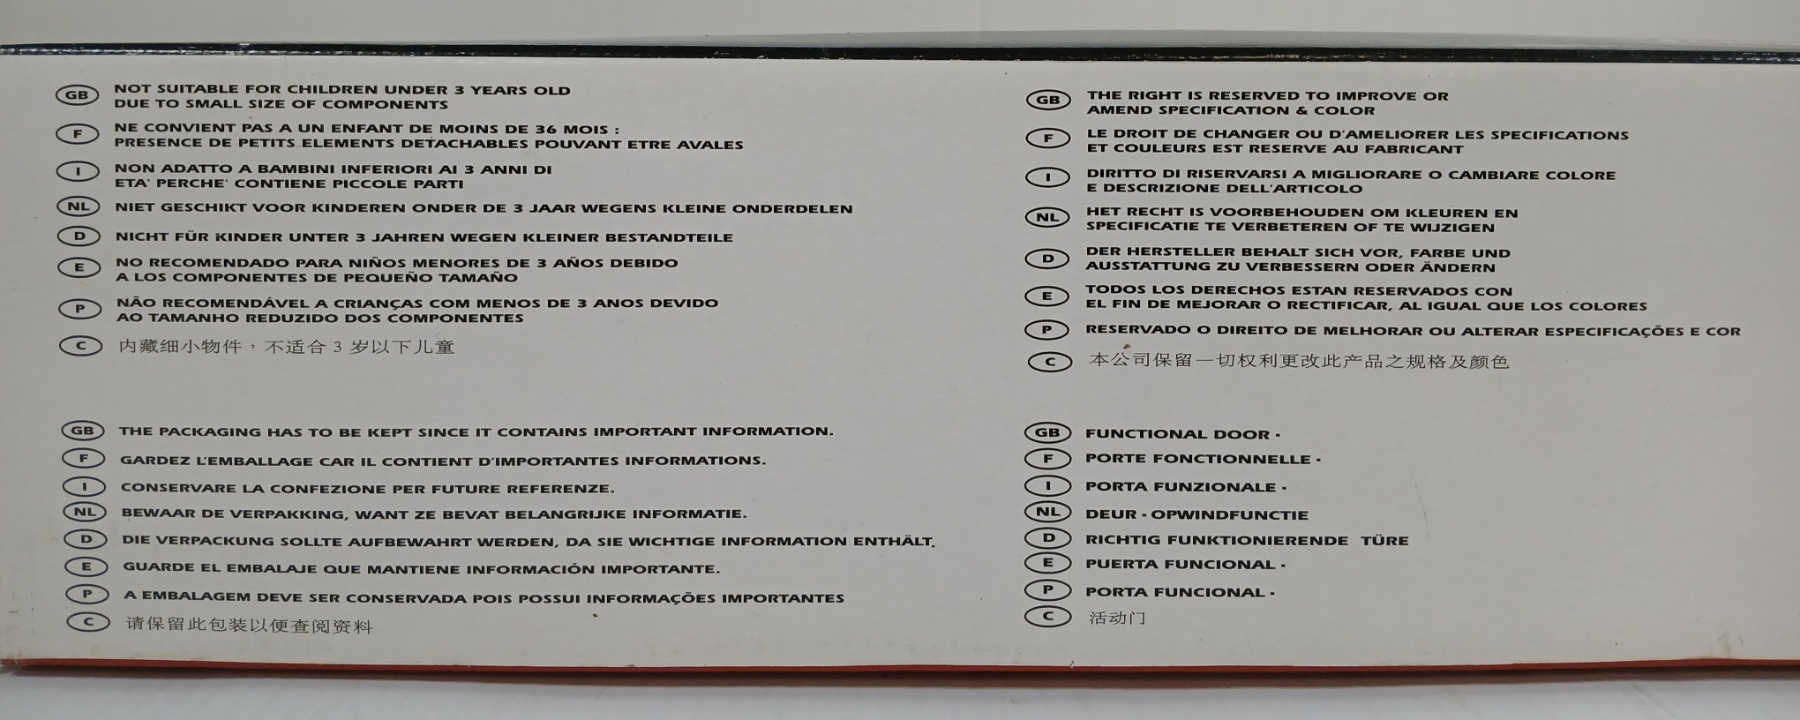 GB NOT SUITABLE FOR CHILDREN UNDER 3 YEARS OLD
DUE TO SMALL SIZE OF COMPONENTS
F NE CONVIENT PAS A UN ENFANT DE MOINS DE 36 MOIS :
PRESENCE DE PETITS ELEMENTS DETACHABLES POUVANT ETRE AVALES
I NON ADATTO A BAMBINI INFERIORI AI 3 ANNI DI
ETA' PERCHE' CONTIENE PICCOLE PARTI
NL NIET GESCHIKT VOOR KINDEREN ONDER DE 3 JAAR WEGENS KLEINE ONDERDELEN
D NICHT FÜR KINDER UNTER 3 JAHREN WEGEN KLEINER BESTANDTEILE
E NO RECOMENDADO PARA NIÑOS MENORES DE 3 AÑOS DEBIDO
A LOS COMPONENTES DE PEQUEÑO TAMAÑO
P NÃO RECOMENDÁVEL A CRIANÇAS COM MENOS DE 3 ANOS DEVIDO
AO TAMANHO REDUZIDO DOS COMPONENTES
C 内藏细小物件，不适合 3 岁以下儿童
GB THE PACKAGING HAS TO BE KEPT SINCE IT CONTAINS IMPORTANT INFORMATION.
F GARDEZ L'EMBALLAGE CAR IL CONTIENT D'IMPORTANTES INFORMATIONS.
I CONSERVARE LA CONFEZIONE PER FUTURE REFERENZE.
NL BEWAAR DE VERPAKKING, WANT ZE BEVAT BELANGRIJKE INFORMATIE.
D DIE VERPACKUNG SOLLTE AUFBEWAHRT WERDEN, DA SIE WICHTIGE INFORMATION ENTHÄLT.
E GUARDE EL EMBALAJE QUE MANTIENE INFORMACIÓN IMPORTANTE.
P A EMBALAGEM DEVE SER CONSERVADA POIS POSSUI INFORMAÇÕES IMPORTANTES
C 请保留此包装以便查阅资料
GB THE RIGHT IS RESERVED TO IMPROVE OR
AMEND SPECIFICATION & COLOR
F LE DROIT DE CHANGER OU D'AMELIORER LES SPECIFICATIONS
ET COULEURS EST RESERVE AU FABRICANT
I DIRITTO DI RISERVARSI A MIGLIORARE O CAMBIARE COLORE
E DESCRIZIONE DELL'ARTICOLO
NL HET RECHT IS VOORBEHOUDEN OM KLEUREN EN
SPECIFICATIE TE VERBETEREN OF TE WIJZIGEN
D DER HERSTELLER BEHALT SICH VOR, FARBE UND
AUSSTATTUNG ZU VERBESSERN ODER ÄNDERN
E TODOS LOS DERECHOS ESTAN RESERVADOS CON
EL FIN DE MEJORAR O RECTIFICAR, AL IGUAL QUE LOS COLORES
P RESERVADO O DIREITO DE MELHORAR OU ALTERAR ESPECIFICAÇÕES E COR
C 本公司保留一切权利更改此产品之规格及颜色
GB FUNCTIONAL DOOR ·
F PORTE FONCTIONNELLE ·
I PORTA FUNZIONALE ·
NL DEUR · OPWINDFUNCTIE
D RICHTIG FUNKTIONIERENDE TÜRE
E PUERTA FUNCIONAL ·
P PORTA FUNCIONAL ·
C 活动门